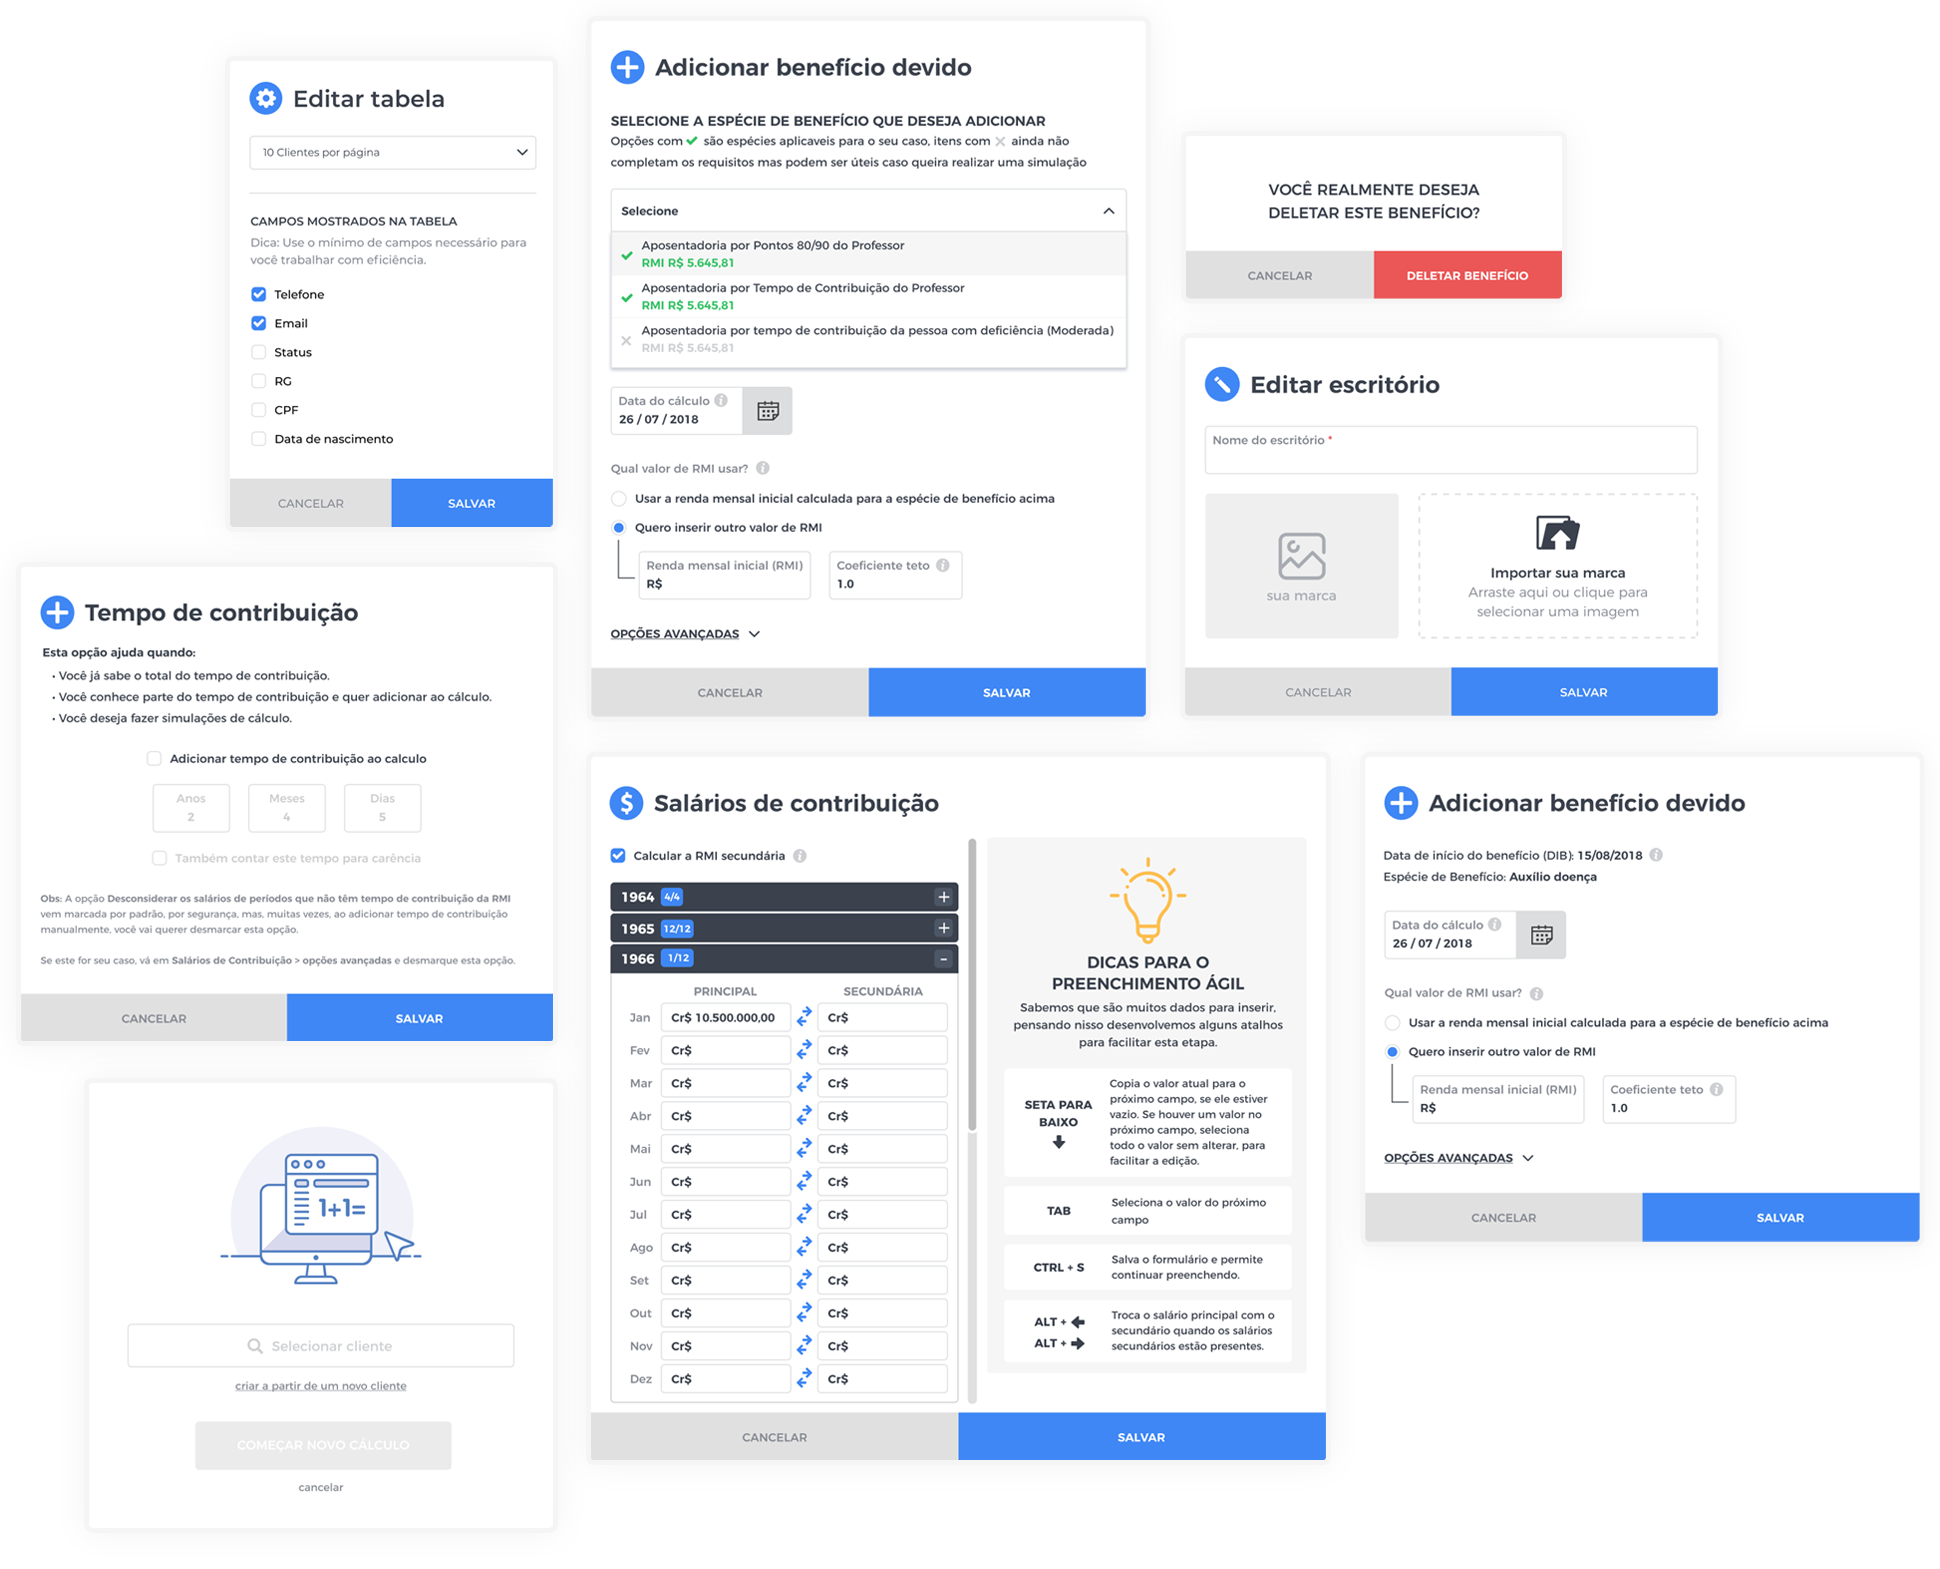 Editar tabela
10 Clientes por página
CAMPOS MOSTRADOS NA TABELA
Dica: Use o mínimo de campos necessário para
você trabalhar com eficiência.
Telefone
Email
Status
RG
CPF
Data de nascimento
CANCELAR
SALVAR
Adicionar benefício devido
SELECIONE A ESPÉCIE DE BENEFÍCIO QUE DESEJA ADICIONAR
Opções com são espécies aplicaveis para o seu caso, itens com ainda não
completam os requisitos mas podem ser úteis caso queira realizar uma simulação
Selecione
Aposentadoria por Pontos 80/90 do Professor
RMI R$ 5.645,81
Aposentadoria por Tempo de Contribuição do Professor
RMI R$ 5.645,81
Aposentadoria por tempo de contribuição da pessoa com deficiência (Moderada)
RMI R$ 5.645,81
Data do cálculo
26 / 07 / 2018
Qual valor de RMI usar?
Usar a renda mensal inicial calculada para a espécie de benefício acima
Quero inserir outro valor de RMI
Renda mensal inicial (RMI)
R$
Coeficiente teto
1.0
OPÇÕES AVANÇADAS
CANCELAR
SALVAR
VOCÊ REALMENTE DESEJA
DELETAR ESTE BENEFÍCIO?
CANCELAR
DELETAR BENEFÍCIO
Editar escritório
Nome do escritório *
sua marca
Importar sua marca
Arraste aqui ou clique para
selecionar uma imagem
CANCELAR
SALVAR
Tempo de contribuição
Esta opção ajuda quando:
• Você já sabe o total do tempo de contribuição.
• Você conhece parte do tempo de contribuição e quer adicionar ao cálculo.
• Você deseja fazer simulações de cálculo.
Adicionar tempo de contribuição ao calculo
Anos
2
Meses
4
Dias
5
Também contar este tempo para carência
Obs: A opção Desconsiderar os salários de períodos que não têm tempo de contribuição da RMI
vem marcada por padrão, por segurança, mas, muitas vezes, ao adicionar tempo de contribuição
manualmente, você vai querer desmarcar esta opção.
Se este for seu caso, vá em Salários de Contribuição > opções avançadas e desmarque esta opção.
CANCELAR
SALVAR
1+1=
Selecionar cliente
criar a partir de um novo cliente
COMEÇAR NOVO CÁLCULO
cancelar
Salários de contribuição
Calcular a RMI secundária
1964 4/4 +
1965 12/12 +
1966 1/12 -
PRINCIPAL SECUNDÁRIA
Jan Cr$ 10.500.000,00 Cr$
Fev Cr$ Cr$
Mar Cr$ Cr$
Abr Cr$ Cr$
Mai Cr$ Cr$
Jun Cr$ Cr$
Jul Cr$ Cr$
Ago Cr$ Cr$
Set Cr$ Cr$
Out Cr$ Cr$
Nov Cr$ Cr$
Dez Cr$ Cr$
DICAS PARA O
PREENCHIMENTO ÁGIL
Sabemos que são muitos dados para inserir,
pensando nisso desenvolvemos alguns atalhos
para facilitar esta etapa.
SETA PARA
BAIXO
Copia o valor atual para o
próximo campo, se ele estiver
vazio. Se houver um valor no
próximo campo, seleciona
todo o valor sem alterar, para
facilitar a edição.
TAB
Seleciona o valor do próximo
campo
CTRL + S
Salva o formulário e permite
continuar preenchendo.
ALT +
ALT +
Troca o salário principal com o
secundário quando os salários
secundários estão presentes.
CANCELAR
SALVAR
Adicionar benefício devido
Data de início do benefício (DIB): 15/08/2018
Espécie de Benefício: Auxílio doença
Data do cálculo
26 / 07 / 2018
Qual valor de RMI usar?
Usar a renda mensal inicial calculada para a espécie de benefício acima
Quero inserir outro valor de RMI
Renda mensal inicial (RMI)
R$
Coeficiente teto
1.0
OPÇÕES AVANÇADAS
CANCELAR
SALVAR